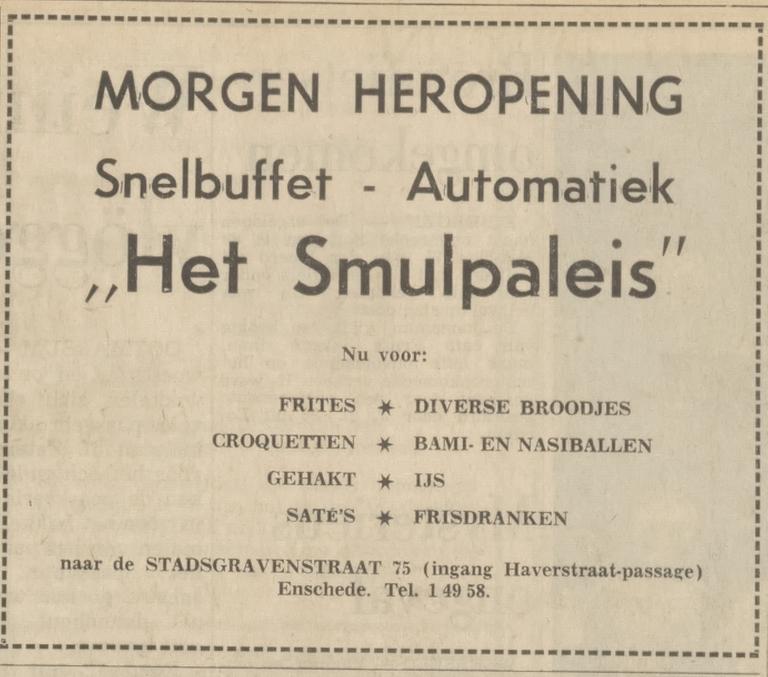 MORGEN HEROPENING
Snelbuffet - Automatiek
„Het Smulpaleis"
Nu voor:
FRITES ✶ DIVERSE BROODJES
CROQUETTEN ✶ BAMI- EN NASIBALLEN
GEHAKT ✶ IJS
SATÉ'S ✶ FRISDRANKEN
naar de STADSGRAVENSTRAAT 75 (ingang Haverstraat-passage)
Enschede. Tel. 1 49 58.